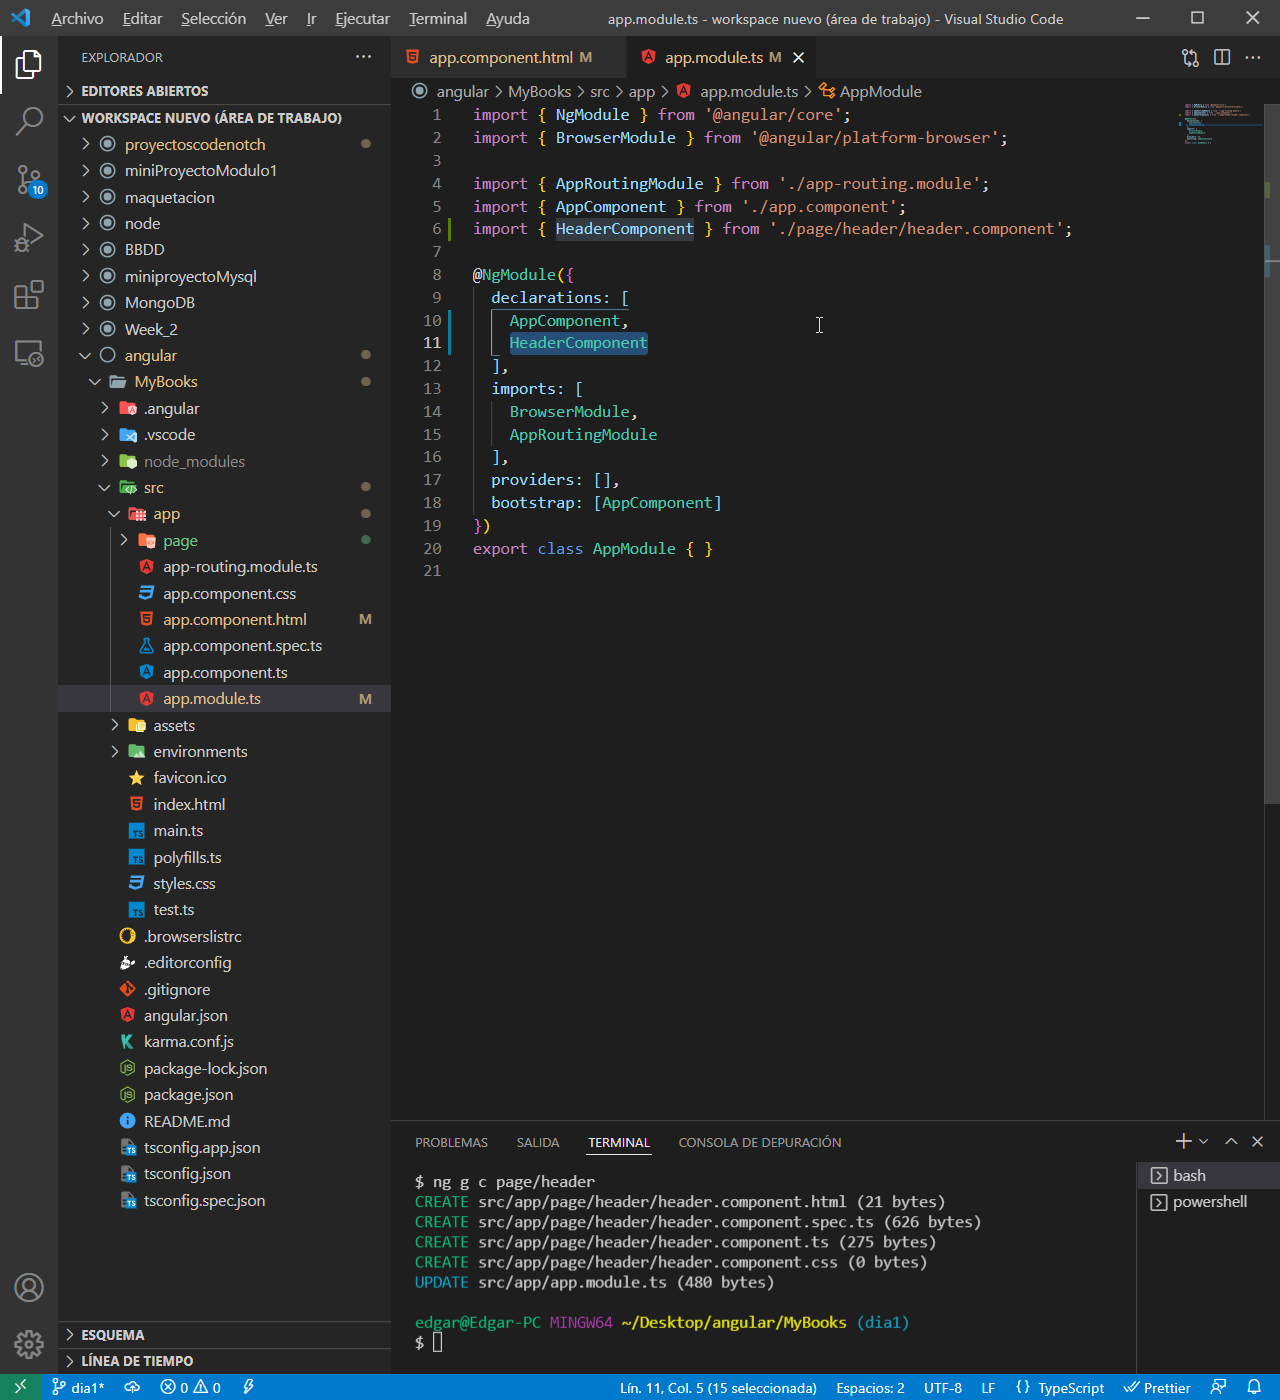 Archivo Editar Selección Ver Ir Ejecutar Terminal Ayuda app.module.ts - workspace nuevo (área de trabajo) - Visual Studio Code
EXPLORADOR
EDITORES ABIERTOS
WORKSPACE NUEVO (ÁREA DE TRABAJO)
proyectoscodenotch
miniProyectoModulo1
maquetacion
node
BBDD
miniproyectoMysql
MongoDB
Week_2
angular
MyBooks
.angular
.vscode
node_modules
src
app
page
app-routing.module.ts
app.component.css
app.component.html M
app.component.spec.ts
app.component.ts
app.module.ts M
assets
environments
favicon.ico
index.html
main.ts
polyfills.ts
styles.css
test.ts
.browserslistrc
.editorconfig
.gitignore
angular.json
karma.conf.js
package-lock.json
package.json
README.md
tsconfig.app.json
tsconfig.json
tsconfig.spec.json
ESQUEMA
LÍNEA DE TIEMPO
10
app.component.html M app.module.ts M
angular > MyBooks > src > app > app.module.ts > AppModule
1 import { NgModule } from '@angular/core';
2 import { BrowserModule } from '@angular/platform-browser';
3
4 import { AppRoutingModule } from './app-routing.module';
5 import { AppComponent } from './app.component';
6 import { HeaderComponent } from './page/header/header.component';
7
8 @NgModule({
9 declarations: [
10 AppComponent,
11 HeaderComponent
12 ],
13 imports: [
14 BrowserModule,
15 AppRoutingModule
16 ],
17 providers: [],
18 bootstrap: [AppComponent]
19 })
20 export class AppModule { }
21
PROBLEMAS SALIDA TERMINAL CONSOLA DE DEPURACIÓN
$ ng g c page/header
CREATE src/app/page/header/header.component.html (21 bytes)
CREATE src/app/page/header/header.component.spec.ts (626 bytes)
CREATE src/app/page/header/header.component.ts (275 bytes)
CREATE src/app/page/header/header.component.css (0 bytes)
UPDATE src/app/app.module.ts (480 bytes)
edgar@Edgar-PC MINGW64 ~/Desktop/angular/MyBooks (dia1)
$
bash
powershell
dia1* 0 0 Lín. 11, Col. 5 (15 seleccionada) Espacios: 2 UTF-8 LF {} TypeScript Prettier